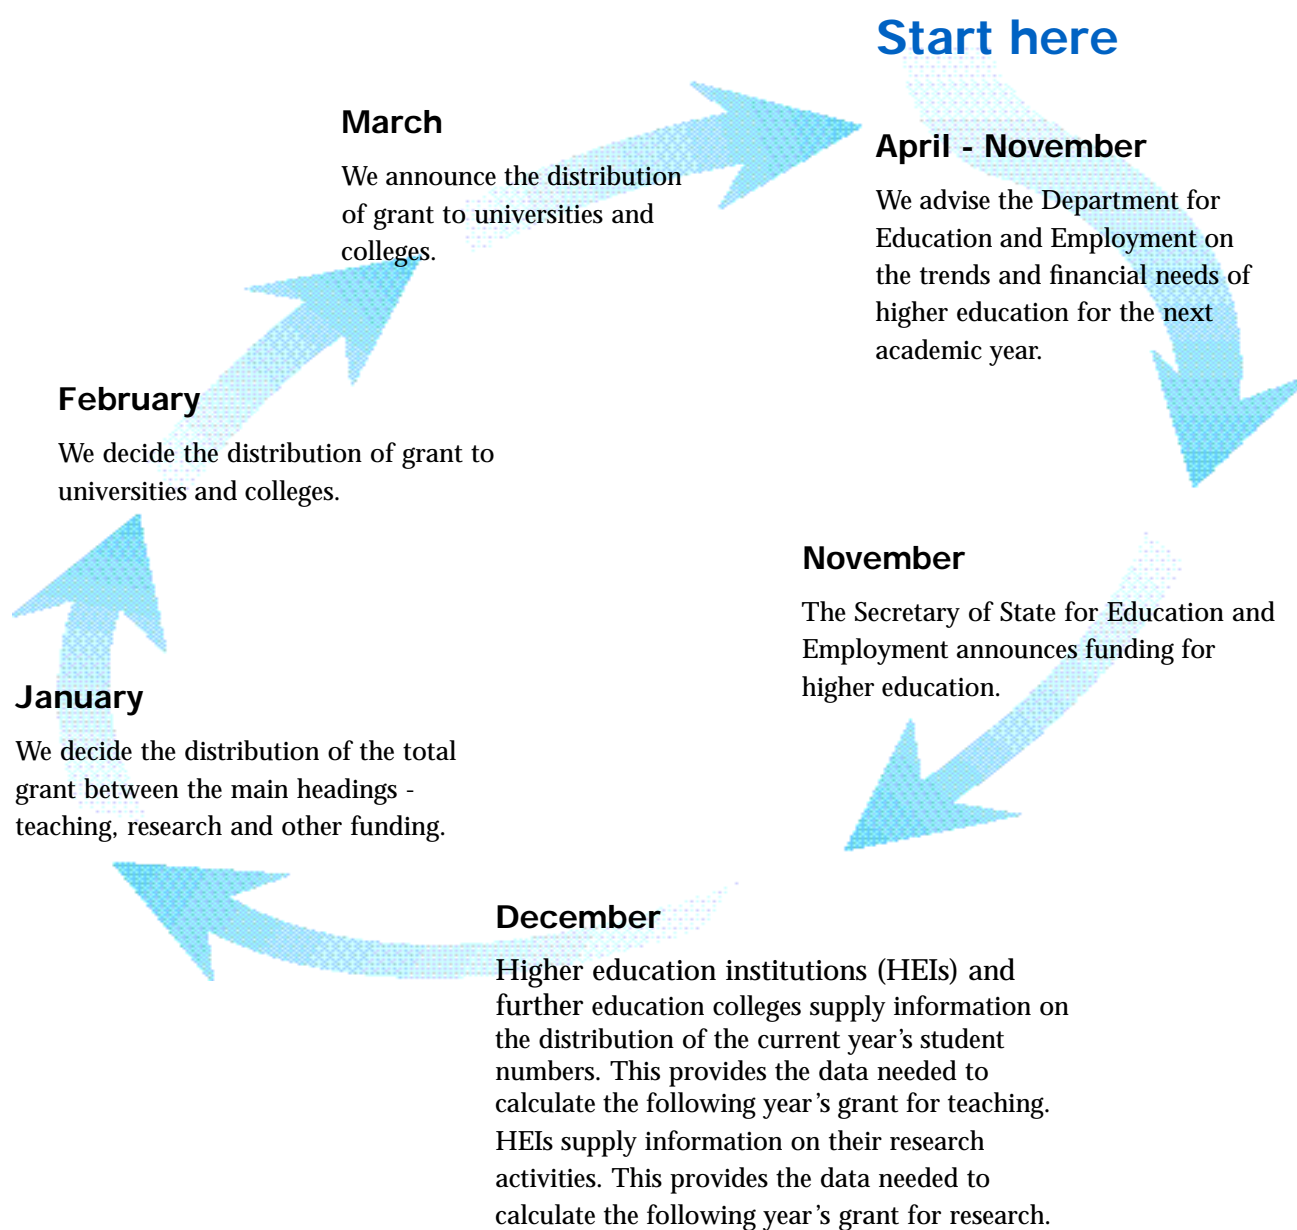 Start here
April - November
We advise the Department for
Education and Employment on
the trends and financial needs of
higher education for the next
academic year.
November
The Secretary of State for Education and
Employment announces funding for
higher education.
December
Higher education institutions (HEIs) and
further education colleges supply information on
the distribution of the current year's student
numbers. This provides the data needed to
calculate the following year's grant for teaching.
HEIs supply information on their research
activities. This provides the data needed to
calculate the following year's grant for research.
January
We decide the distribution of the total
grant between the main headings -
teaching, research and other funding.
February
We decide the distribution of grant to
universities and colleges.
March
We announce the distribution
of grant to universities and
colleges.